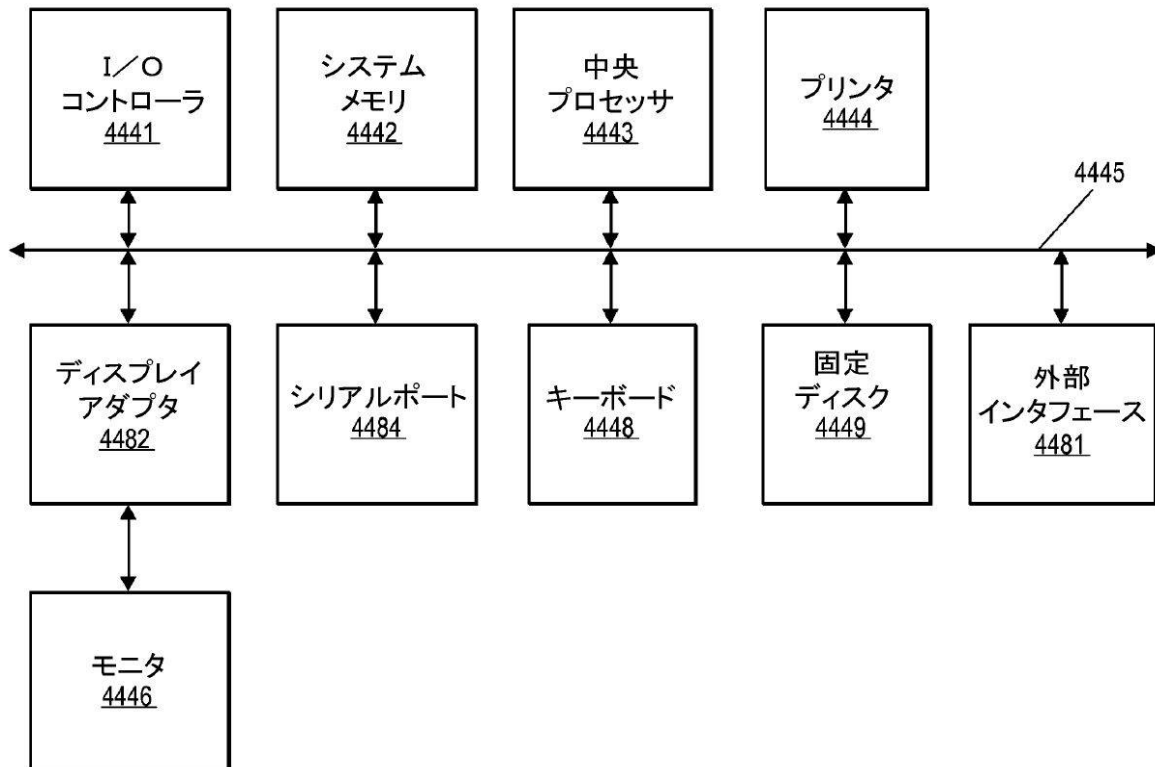 I/O
コントローラ
4441
システム
メモリ
4442
中央
プロセッサ
4443
プリンタ
4444
4445
ディスプレイ
アダプタ
4482
シリアルポート
4484
キーボード
4448
固定
ディスク
4449
外部
インタフェース
4481
モニタ
4446